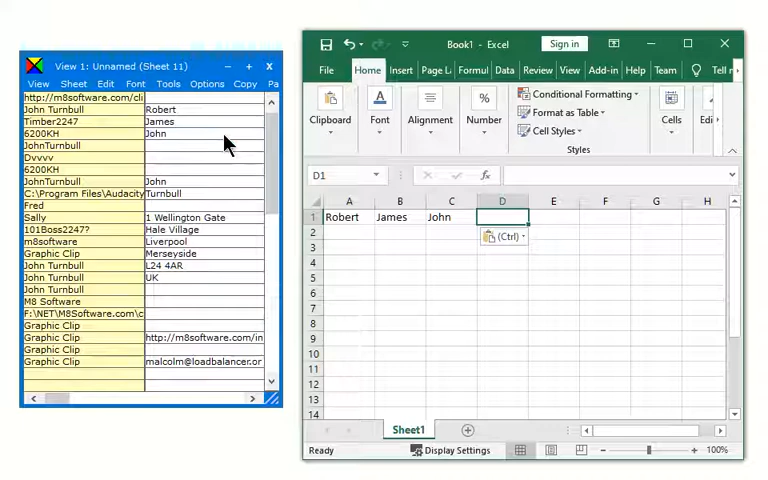 View 1: Unnamed (Sheet 11)
View Sheet Edit Font Tools Options Copy Pa
http://m8software.com/cli
John Turnbull Robert
Timber2247 James
6200KH John
JohnTurnbull
Dvvvv
6200KH
JohnTurnbull John
C:\Program Files\Audacity Turnbull
Fred
Sally 1 Wellington Gate
101Boss2247? Hale Village
m8software Liverpool
Graphic Clip Merseyside
John Turnbull L24 4AR
John Turnbull UK
John Turnbull
M8 Software
F:\NET\M8Software.com\c
Graphic Clip
Graphic Clip http://m8software.com/in
Graphic Clip
Graphic Clip malcolm@loadbalancer.or
Book1 - Excel Sign in
File Home Insert Page L Formul Data Review View Add-in Help Team Tell
Clipboard Font Alignment Number % Conditional Formatting Format as Table Cell Styles Styles Cells Edi
D1 fx
A B C D E F G H
1 Robert James John
2 (Ctrl)
3
4
5
6
7
8
9
10
11
12
13
14
Sheet1
Ready Display Settings 100%